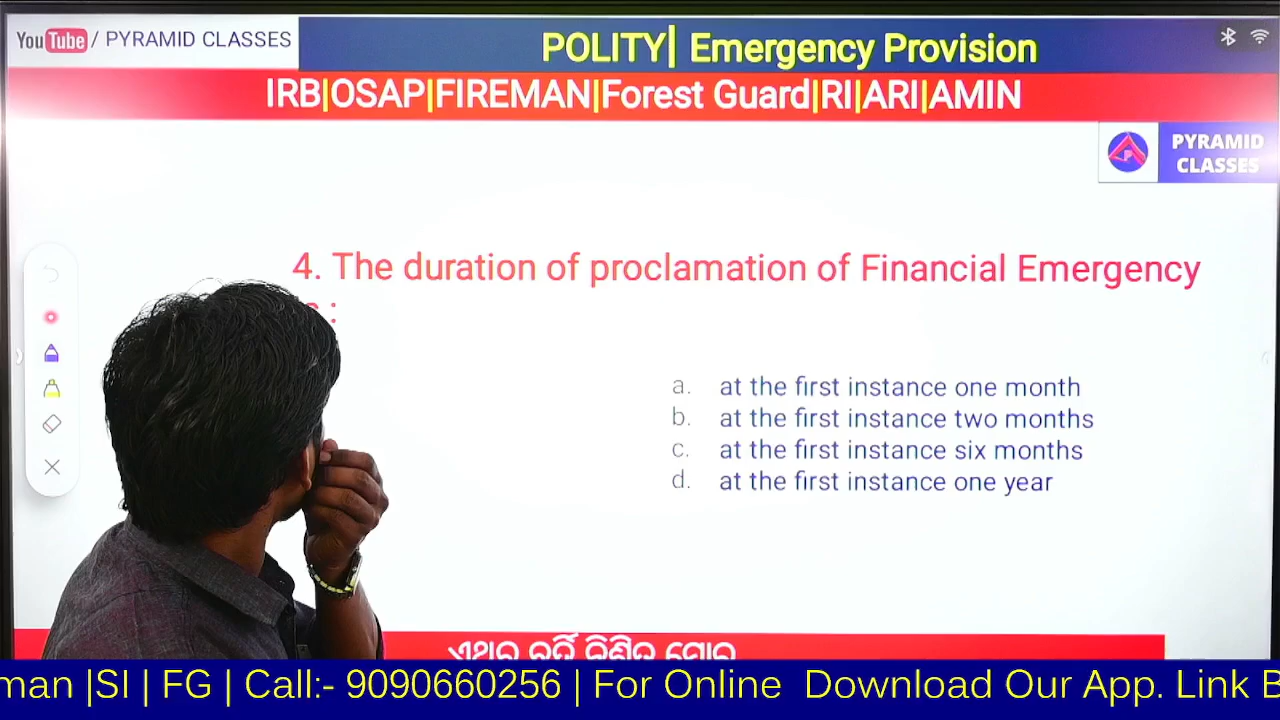 YouTube / PYRAMID CLASSES
POLITY| Emergency Provision
IRB|OSAP|FIREMAN|Forest Guard|RI|ARI|AMIN
PYRAMID
CLASSES
4. The duration of proclamation of Financial Emergency
:
a. at the first instance one month
b. at the first instance two months
c. at the first instance six months
d. at the first instance one year
man |SI | FG | Call:- 9090660256 | For Online Download Our App. Link B